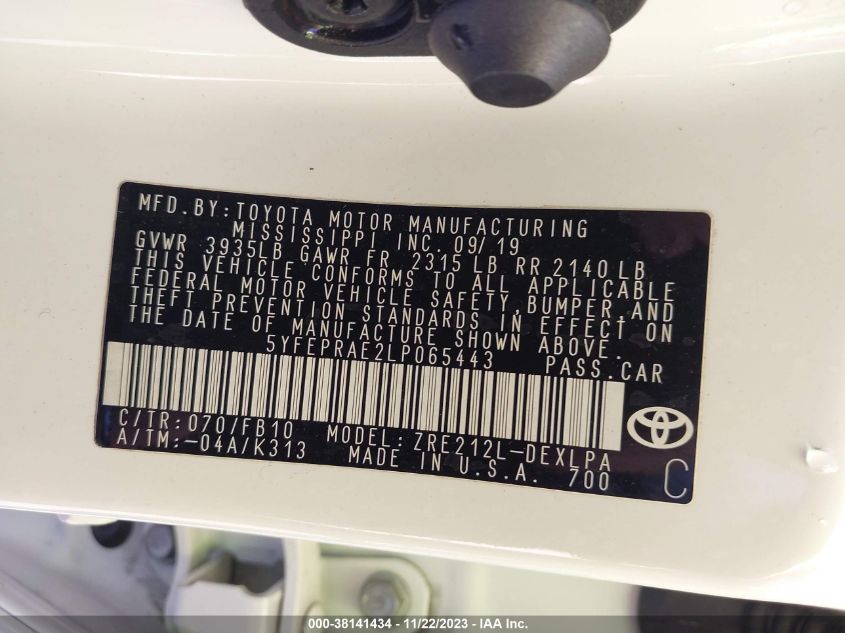 MFD.BY:TOYOTA MOTOR MANUFACTURING
MISSISSIPPI INC. 09/19
GVWR 3935LB GAWR FR 2315 LB RR 2140LB
THIS VEHICLE CONFORMS TO ALL APPLICABLE
FEDERAL MOTOR VEHICLE SAFETY,BUMPER,AND
THEFT PREVENTION STANDARDS IN EFFECT ON
THE DATE OF MANUFACTURE SHOWN ABOVE.
5YFEPRAE2LP065443 PASS.CAR
C/TR:070/FB10 MODEL:ZRE212L-DEXLPA
A/TM:-04A/K313 MADE IN U.S.A. 700
C
000-38141434 - 11/22/2023 - IAA Inc.